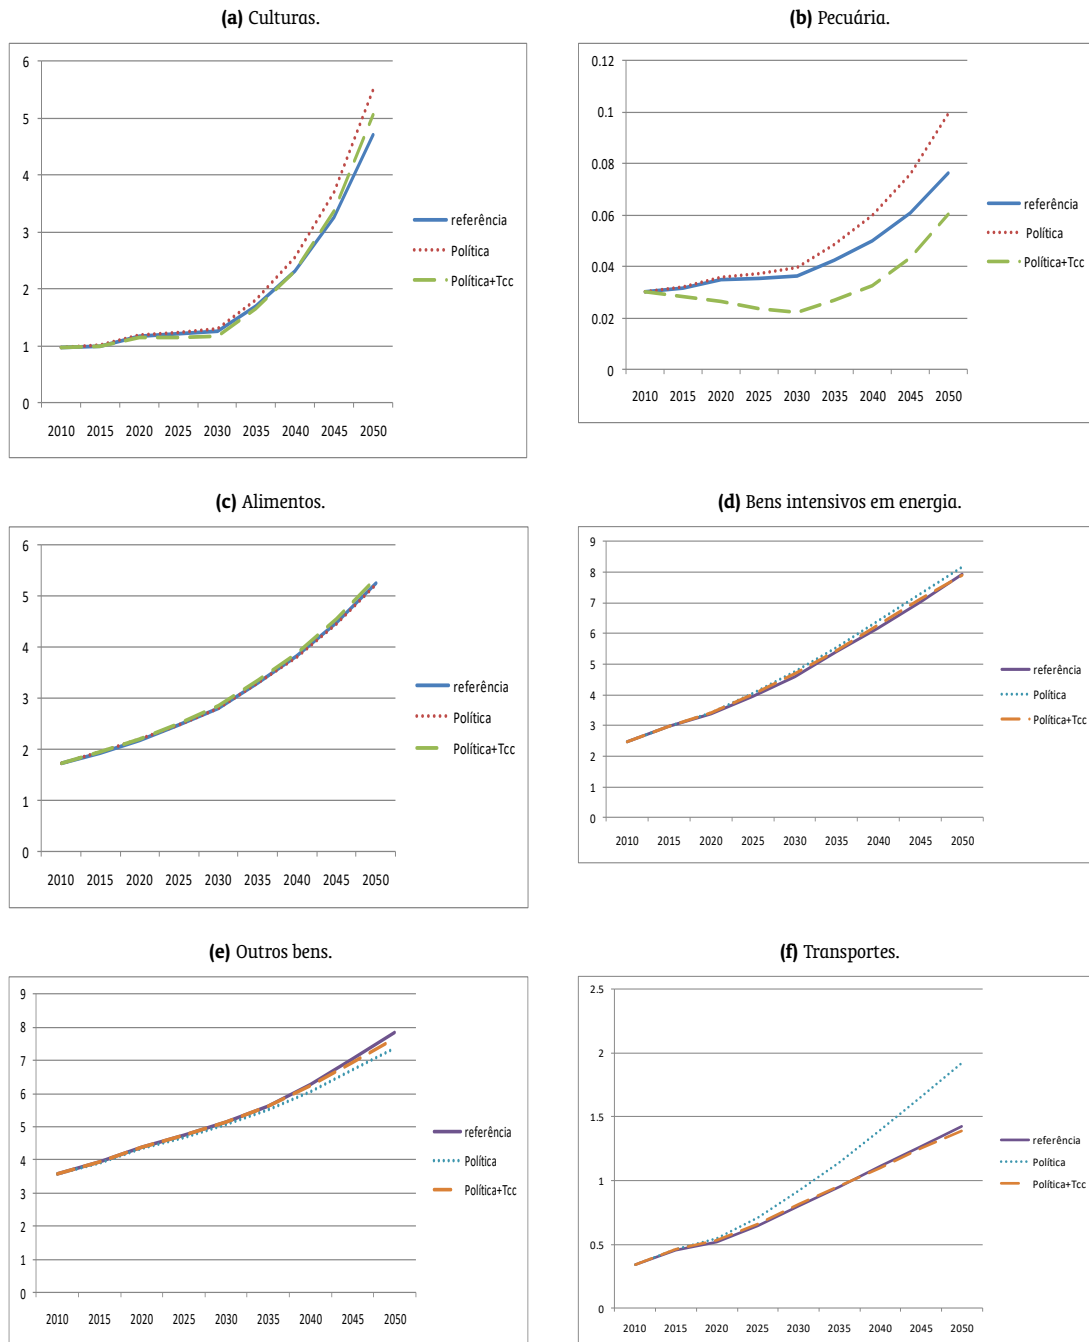 (a) Culturas.
6
5
4
3
2
1
0
2010 2015 2020 2025 2030 2035 2040 2045 2050
referência
Política
Política+Tcc
(b) Pecuária.
0.12
0.1
0.08
0.06
0.04
0.02
0
2010 2015 2020 2025 2030 2035 2040 2045 2050
referência
Política
Política+Tcc
(c) Alimentos.
6
5
4
3
2
1
0
2010 2015 2020 2025 2030 2035 2040 2045 2050
referência
Política
Política+Tcc
(d) Bens intensivos em energia.
9
8
7
6
5
4
3
2
1
0
2010 2015 2020 2025 2030 2035 2040 2045 2050
referência
Política
Política+Tcc
(e) Outros bens.
9
8
7
6
5
4
3
2
1
0
2010 2015 2020 2025 2030 2035 2040 2045 2050
referência
Política
Política+Tcc
(f) Transportes.
2.5
2
1.5
1
0.5
0
2010 2015 2020 2025 2030 2035 2040 2045 2050
referência
Política
Política+Tcc